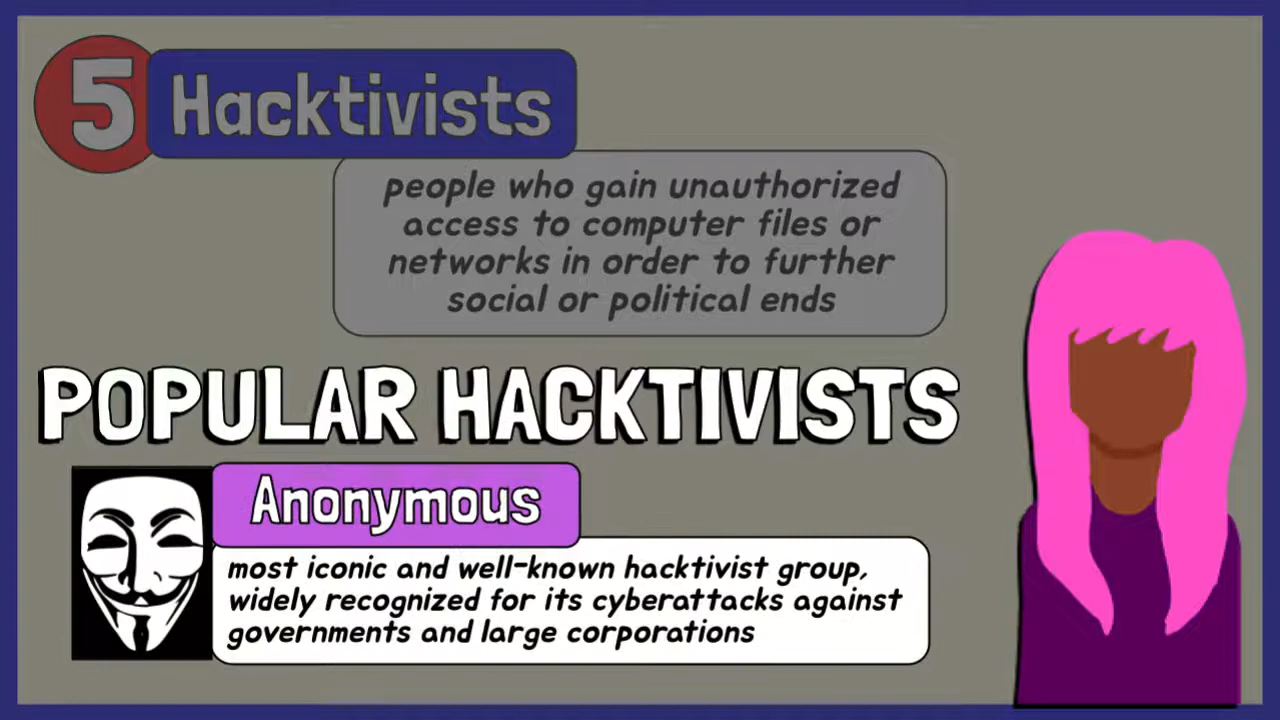 5 Hacktivists
people who gain unauthorized
access to computer files or
networks in order to further
social or political ends
POPULAR HACKTIVISTS
Anonymous
most iconic and well-known hacktivist group,
widely recognized for its cyberattacks against
governments and large corporations